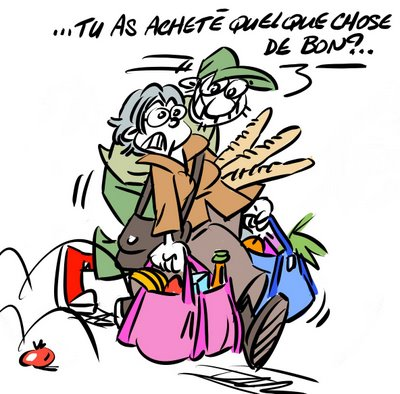 ...TU AS ACHETÉ QUELQUE CHOSE
DE BON?...